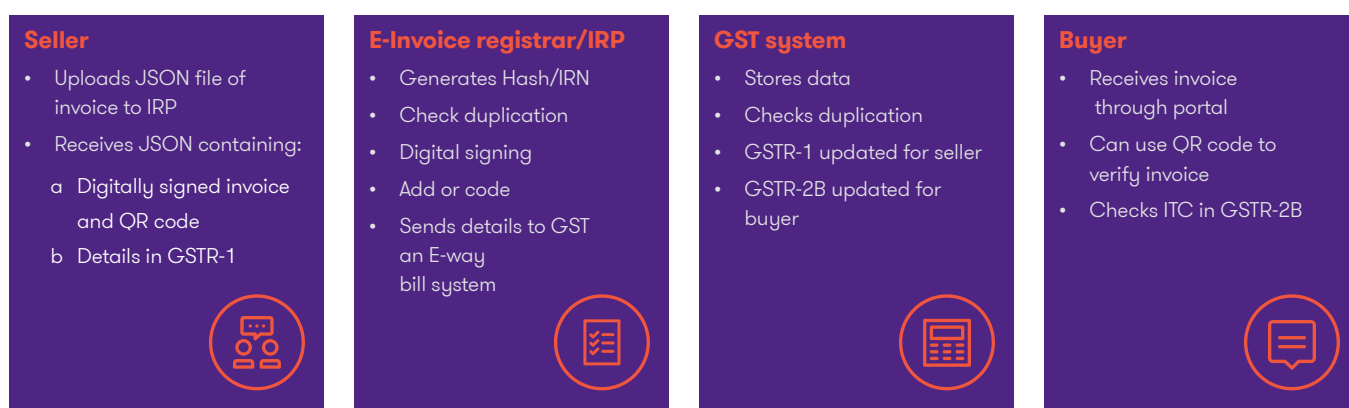 Seller
• Uploads JSON file of
invoice to IRP
• Receives JSON containing:
a Digitally signed invoice
and QR code
b Details in GSTR-1
E-Invoice registrar/IRP
• Generates Hash/IRN
• Check duplication
• Digital signing
• Add or code
• Sends details to GST
an E-way
bill system
GST system
• Stores data
• Checks duplication
• GSTR-1 updated for seller
• GSTR-2B updated for
buyer
Buyer
• Receives invoice
through portal
• Can use QR code to
verify invoice
• Checks ITC in GSTR-2B